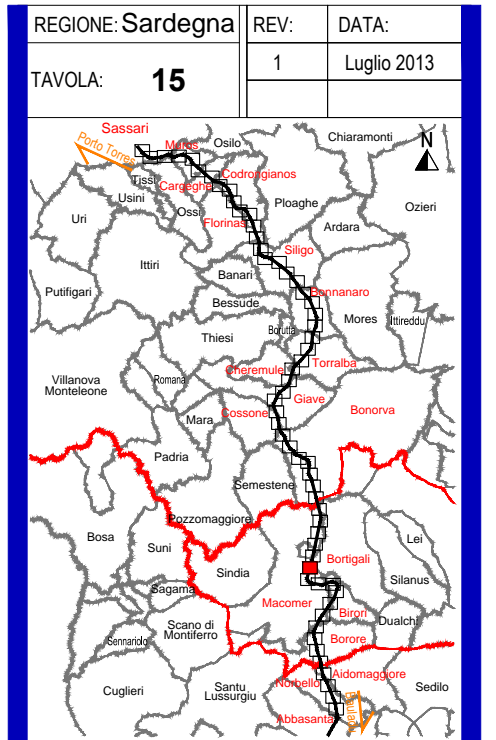 REGIONE: Sardegna
REV:
DATA:
TAVOLA: 15
1
Luglio 2013
Sassari
Porto Torres
Muros
Osilo
Chiaramonti
N
Tissi
Cargeghe
Codrongianos
Usini
Ossi
Ploaghe
Ozieri
Uri
Florinas
Ardara
Siligo
Ittiri
Banari
Putifigari
Bonnanaro
Bessude
Mores
Ittireddu
Thiesi
Borutta
Torralba
Cheremule
Villanova
Monteleone
Romana
Giave
Cossone
Bonorva
Mara
Padria
Semestene
Pozzomaggiore
Bosa
Suni
Lei
Bortigali
Sindia
Silanus
Sagama
Macomer
Birori
Dualchi
Scano di
Montiferro
Sennariolo
Borore
Aidomaggiore
Norbello
Sedilo
Cuglieri
Santu
Lussurgiu
Abbasanta